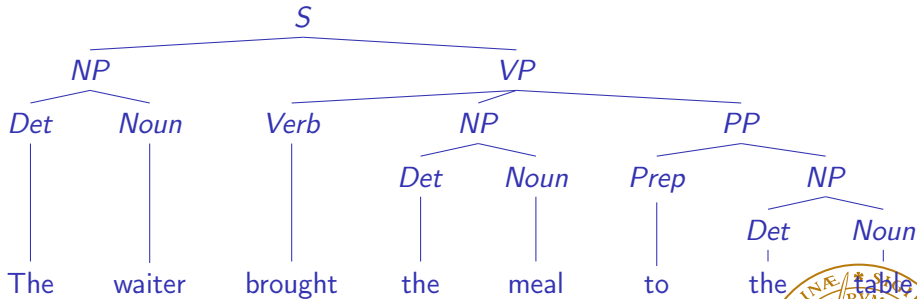 S
NP VP
Det Noun Verb NP PP
Det Noun Prep NP
Det Noun
The waiter brought the meal to the table